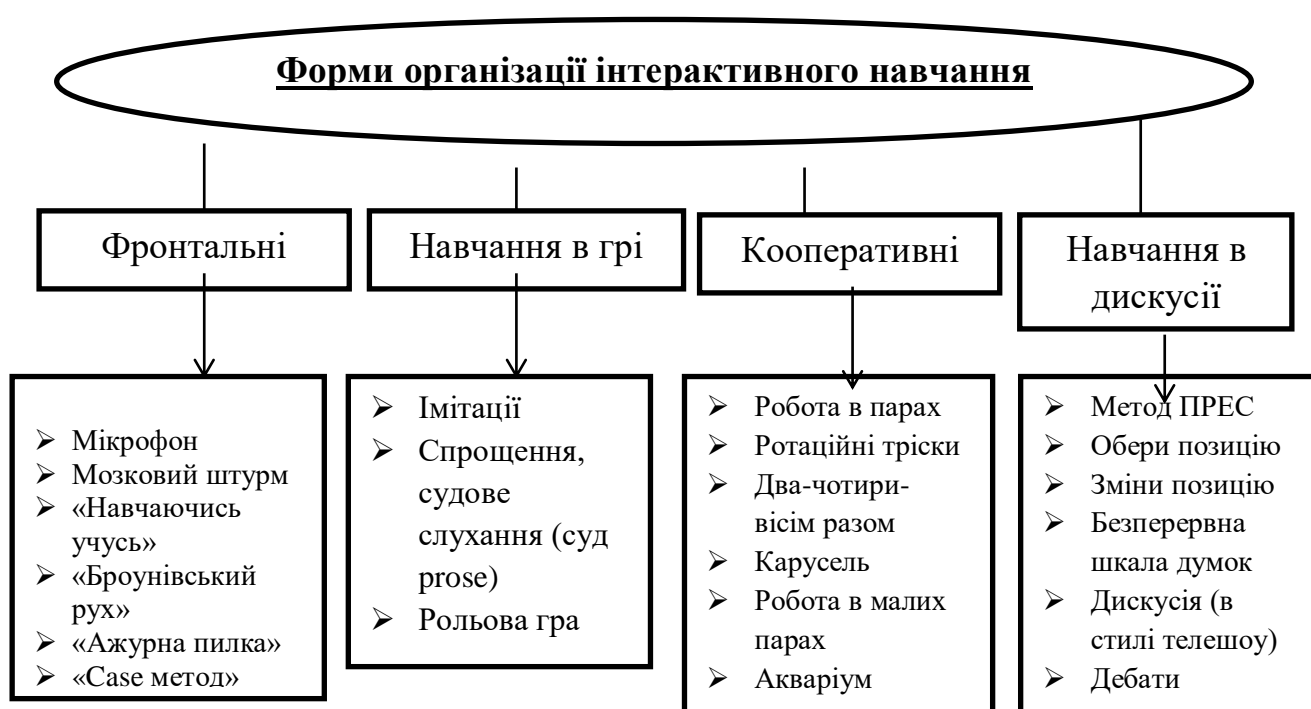 Форми організації інтерактивного навчання
Фронтальні
Навчання в грі
Кооперативні
Навчання в
дискусії
Мікрофон
Мозковий штурм
«Навчаючись
учусь»
«Броунівський
рух»
«Ажурна пилка»
«Case метод»
Імітації
Спрощення,
судове
слухання (суд
prose)
Рольова гра
Робота в парах
Ротаційні тріски
Два-чотири-
вісім разом
Карусель
Робота в малих
парах
Акваріум
Метод ПРЕС
Обери позицію
Зміни позицію
Безперервна
шкала думок
Дискусія (в
стилі телешоу)
Дебати